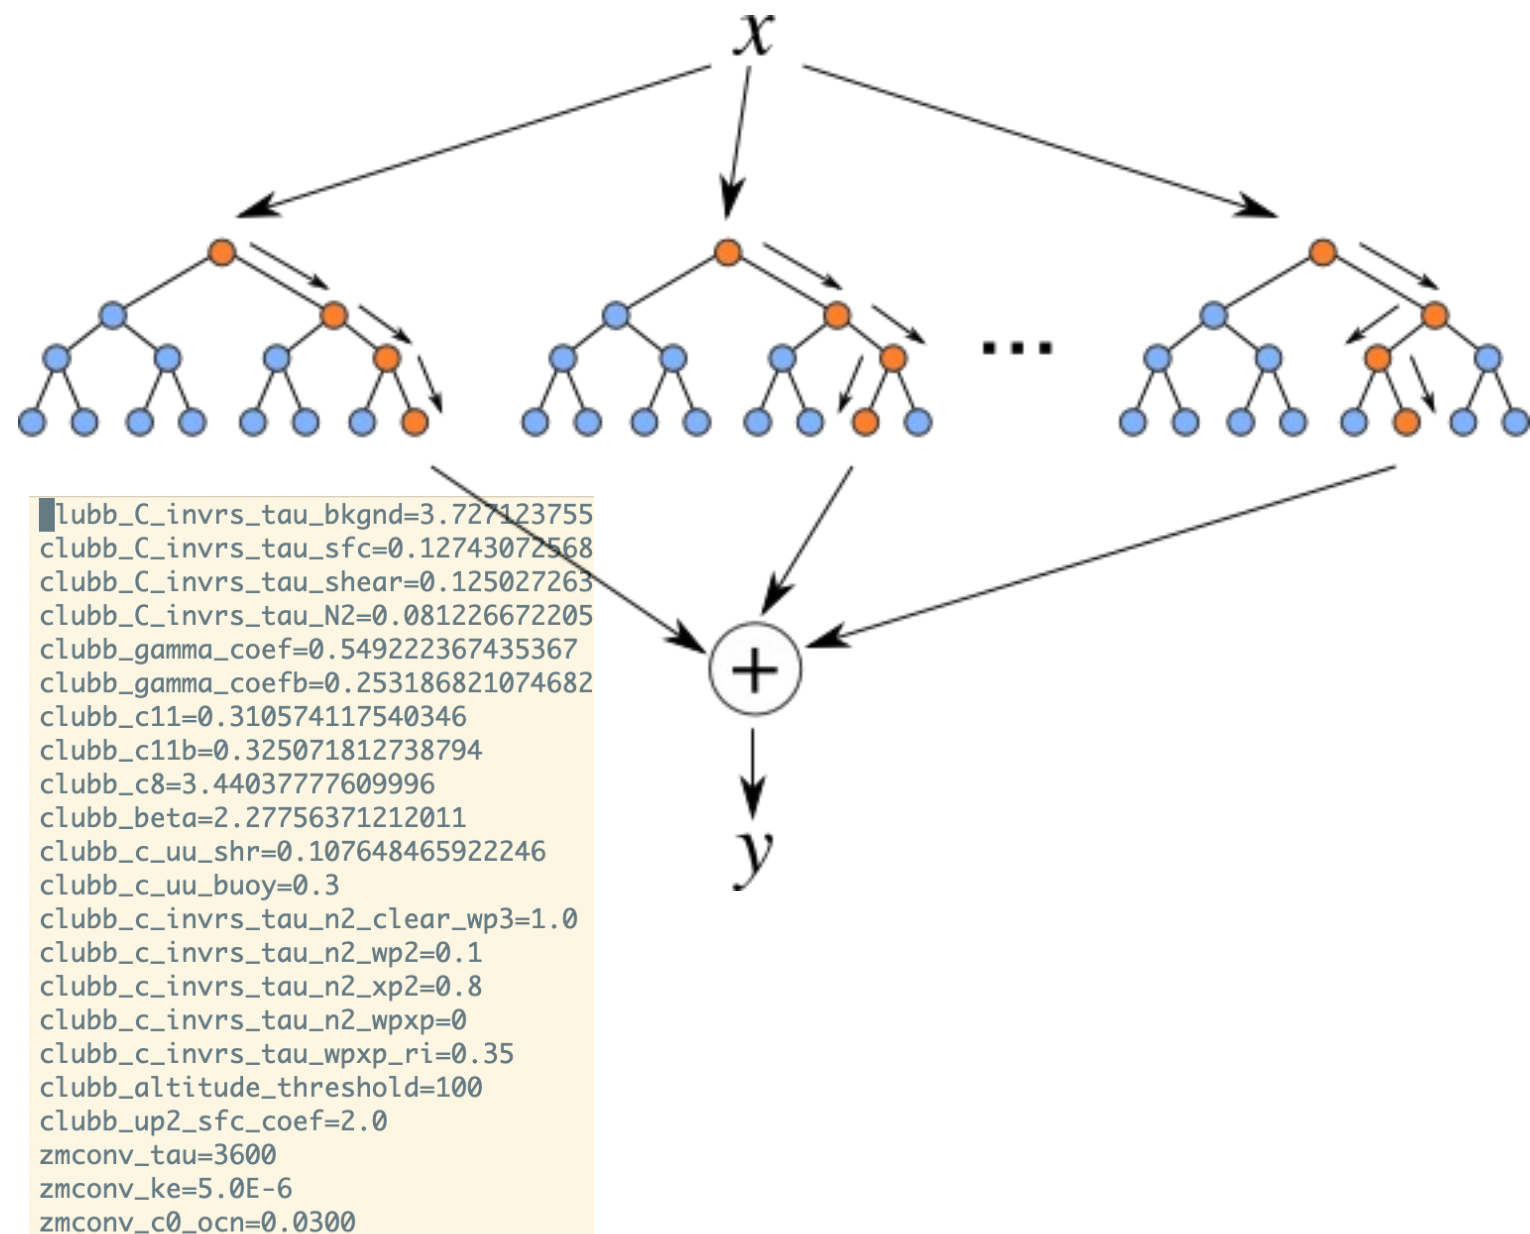 x
...
lubb_C_invrs_tau_bkgnd=3.727123755
clubb_C_invrs_tau_sfc=0.12743072568
clubb_C_invrs_tau_shear=0.125027263
clubb_C_invrs_tau_N2=0.081226672205
clubb_gamma_coef=0.549222367435367
clubb_gamma_coefb=0.253186821074682
clubb_c11=0.310574117540346
clubb_c11b=0.325071812738794
clubb_c8=3.44037777609996
clubb_beta=2.27756371212011
clubb_c_uu_shr=0.107648465922246
clubb_c_uu_buoy=0.3
clubb_c_invrs_tau_n2_clear_wp3=1.0
clubb_c_invrs_tau_n2_wp2=0.1
clubb_c_invrs_tau_n2_xp2=0.8
clubb_c_invrs_tau_n2_wpxp=0
clubb_c_invrs_tau_wpxp_ri=0.35
clubb_altitude_threshold=100
clubb_up2_sfc_coef=2.0
zmconv_tau=3600
zmconv_ke=5.0E-6
zmconv_c0_ocn=0.0300
+
y